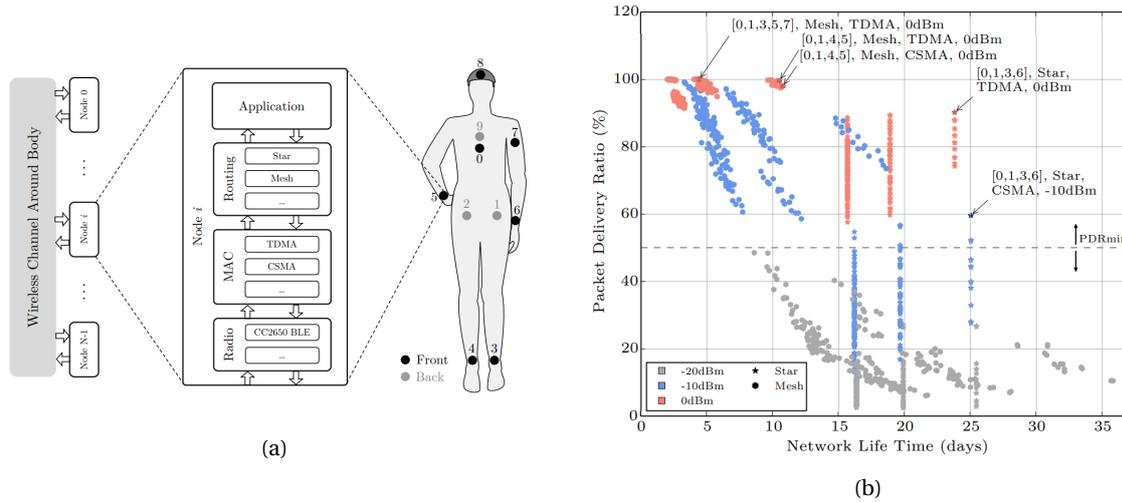 Wireless Channel Around Body
Node 0
...
Node i
...
Node N-1
Node i
Application
Routing
Star
Mesh
...
MAC
TDMA
CSMA
...
Radio
CC2650 BLE
...
8
9
0
7
5
2
1
6
4
3
Front
Back
(a)
Packet Delivery Ratio (%)
120
100
80
60
40
20
0
[0,1,3,5,7], Mesh, TDMA, 0dBm
[0,1,4,5], Mesh, TDMA, 0dBm
[0,1,4,5], Mesh, CSMA, 0dBm
[0,1,3,6], Star,
TDMA, 0dBm
[0,1,3,6], Star,
CSMA, -10dBm
PDRmin
-20dBm
-10dBm
0dBm
Star
Mesh
0 5 10 15 20 25 30 35
Network Life Time (days)
(b)